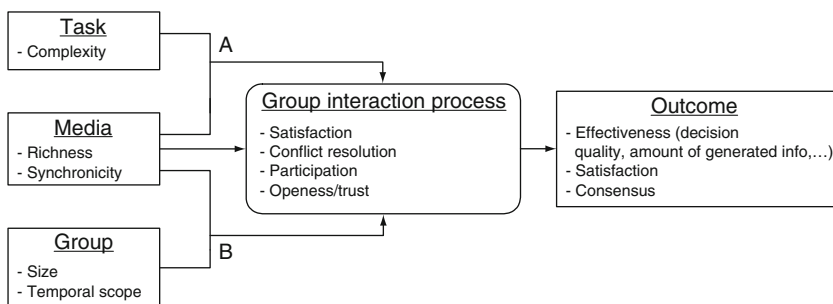 Task
- Complexity
A
Media
- Richness
- Synchronicity
Group
- Size
- Temporal scope
B
Group interaction process
- Satisfaction
- Conflict resolution
- Participation
- Openess/trust
Outcome
- Effectiveness (decision
quality, amount of generated info,...)
- Satisfaction
- Consensus